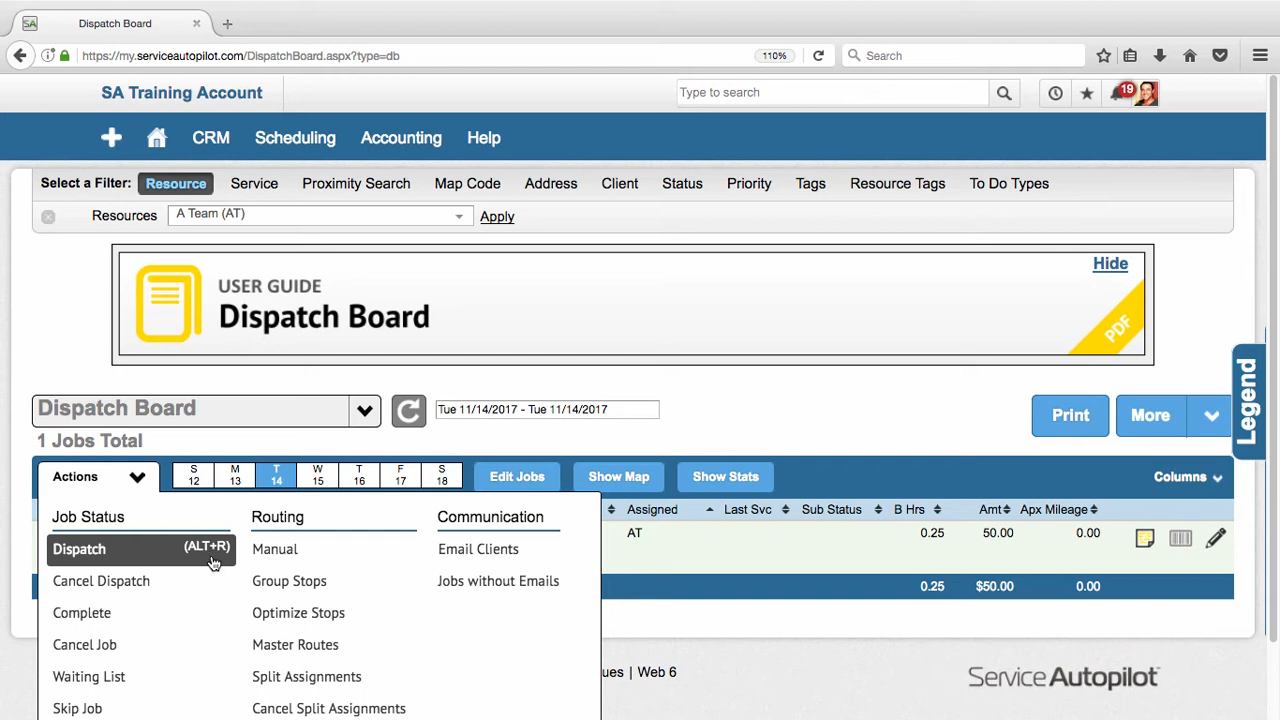 SA Dispatch Board
https://my.serviceautopilot.com/DispatchBoard.aspx?type=db 110% Search
SA Training Account Type to search 19
CRM Scheduling Accounting Help
Select a Filter: Resource Service Proximity Search Map Code Address Client Status Priority Tags Resource Tags To Do Types
Resources A Team (AT) Apply
Hide
USER GUIDE
Dispatch Board
PDF
Legend
Dispatch Board Tue 11/14/2017 - Tue 11/14/2017 Print More
1 Jobs Total
Actions S 12 M 13 T 14 W 15 T 16 F 17 S 18 Edit Jobs Show Map Show Stats Columns
Assigned Last Svc Sub Status B Hrs Amt Apx Mileage
AT 0.25 50.00 0.00
0.25 $50.00 0.00
Job Status Routing Communication
Dispatch (ALT+R) Manual Email Clients
Cancel Dispatch Group Stops Jobs without Emails
Complete Optimize Stops
Cancel Job Master Routes
Waiting List Split Assignments
Skip Job Cancel Split Assignments
ues | Web 6
ServiceAutopilot